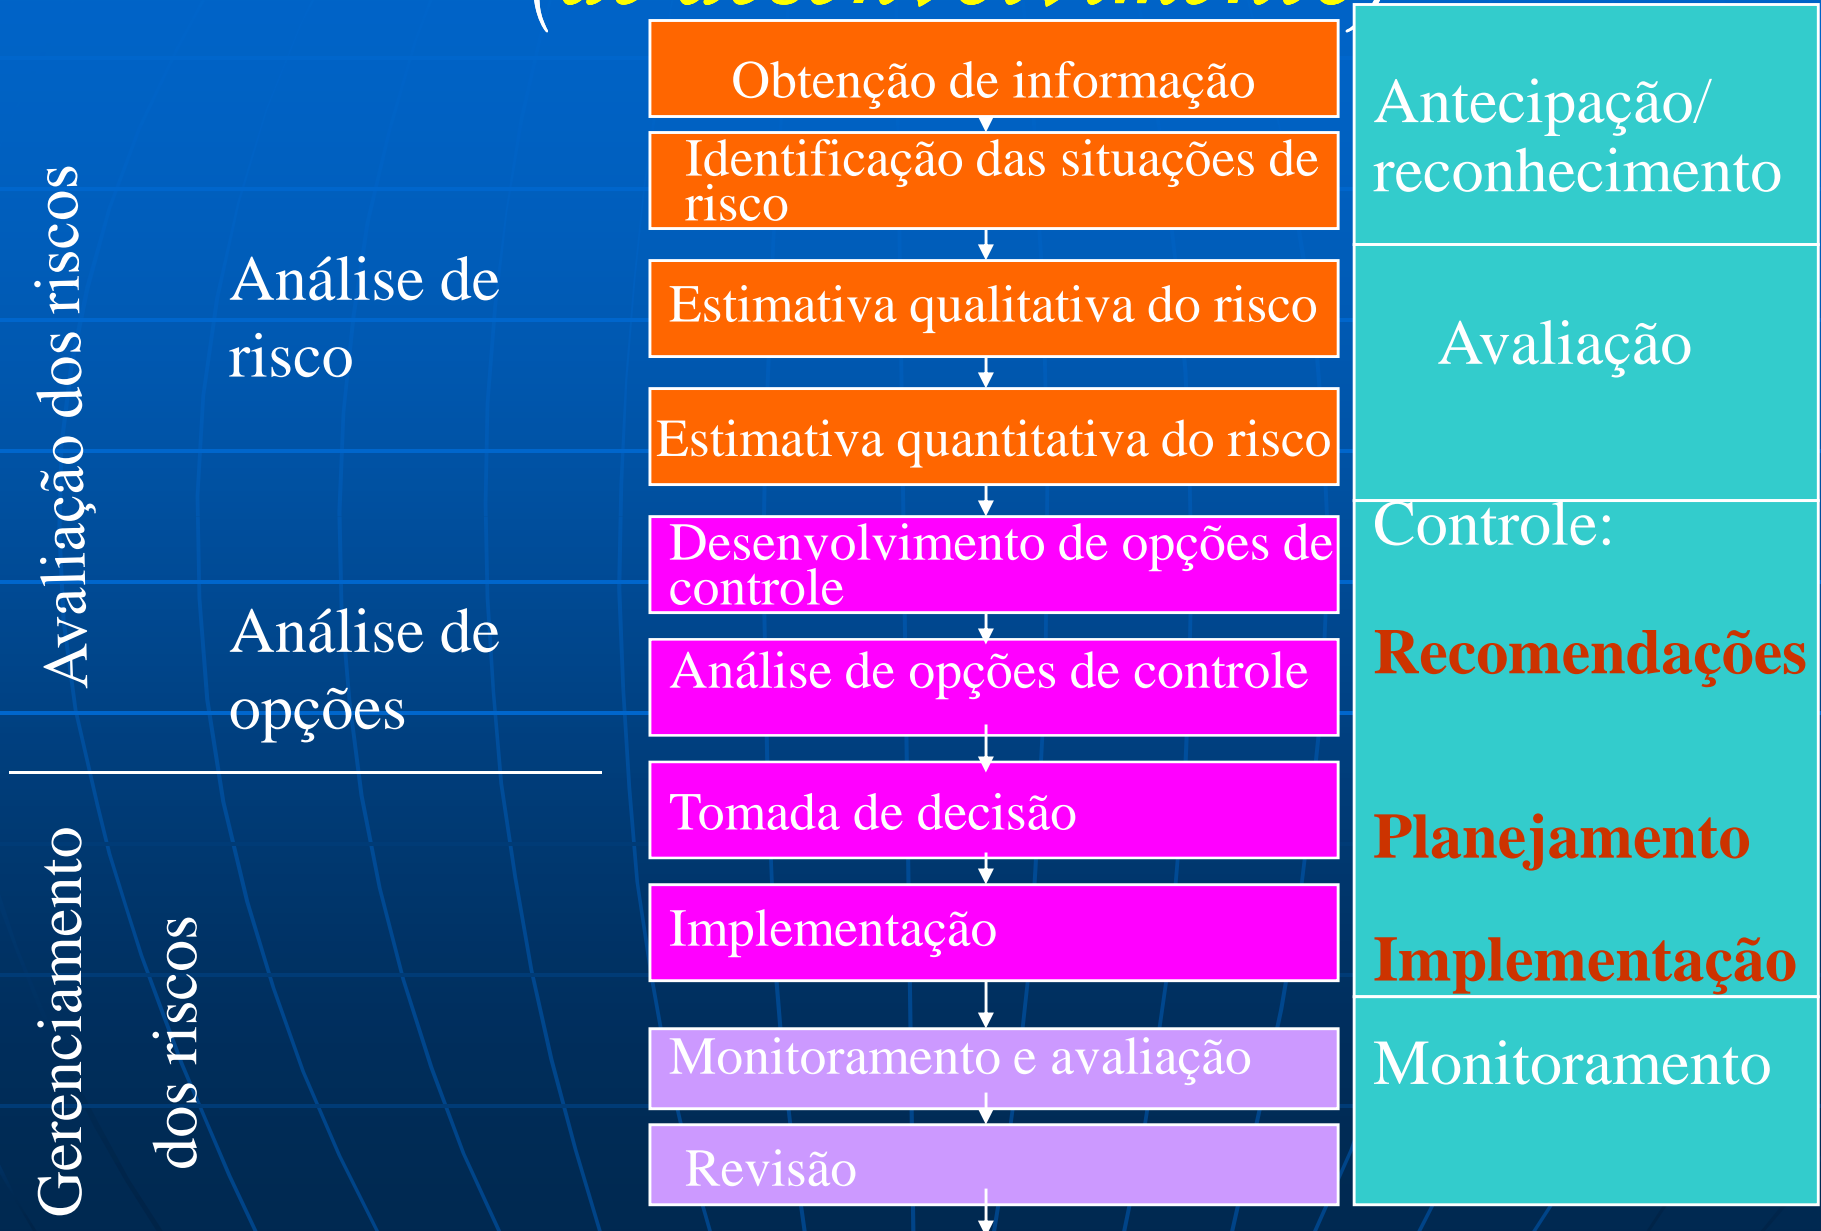 Obtenção de informação
Identificação das situações de
risco
Estimativa qualitativa do risco
Estimativa quantitativa do risco
Desenvolvimento de opções de
controle
Análise de opções de controle
Tomada de decisão
Implementação
Monitoramento e avaliação
Revisão
Avaliação dos riscos
Análise de
risco
Análise de
opções
Gerenciamento
dos riscos
Antecipação/
reconhecimento
Avaliação
Controle:
Recomendações
Planejamento
Implementação
Monitoramento